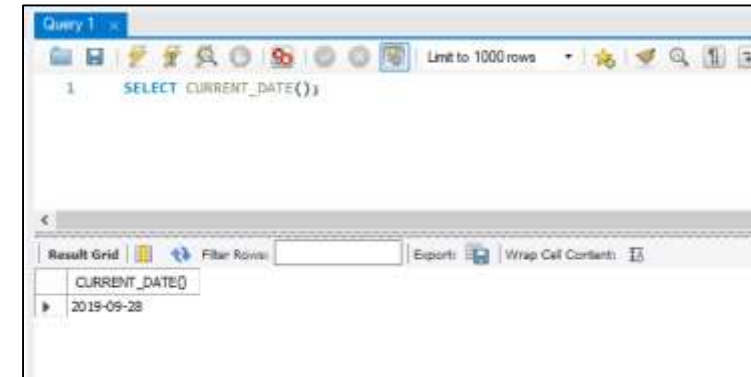 Query 1
Limit to 1000 rows
1 SELECT CURRENT_DATE();
Result Grid Filter Rows: Export: Wrap Cell Content:
CURRENT_DATE()
2019-09-28